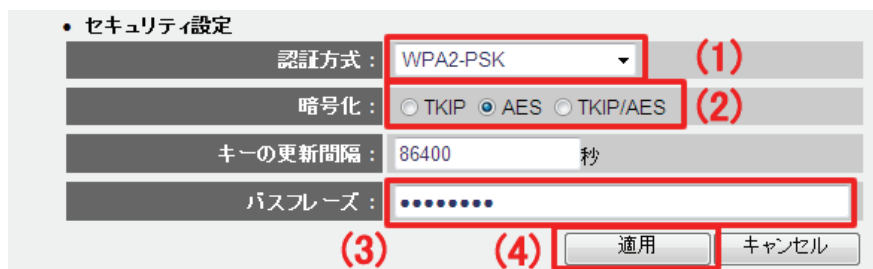 • セキュリティ設定
認証方式： WPA2-PSK (1)
暗号化： TKIP AES TKIP/AES (2)
キーの更新間隔： 86400 秒
パスフレーズ： ••••••••
(3) (4) 適用 キャンセル